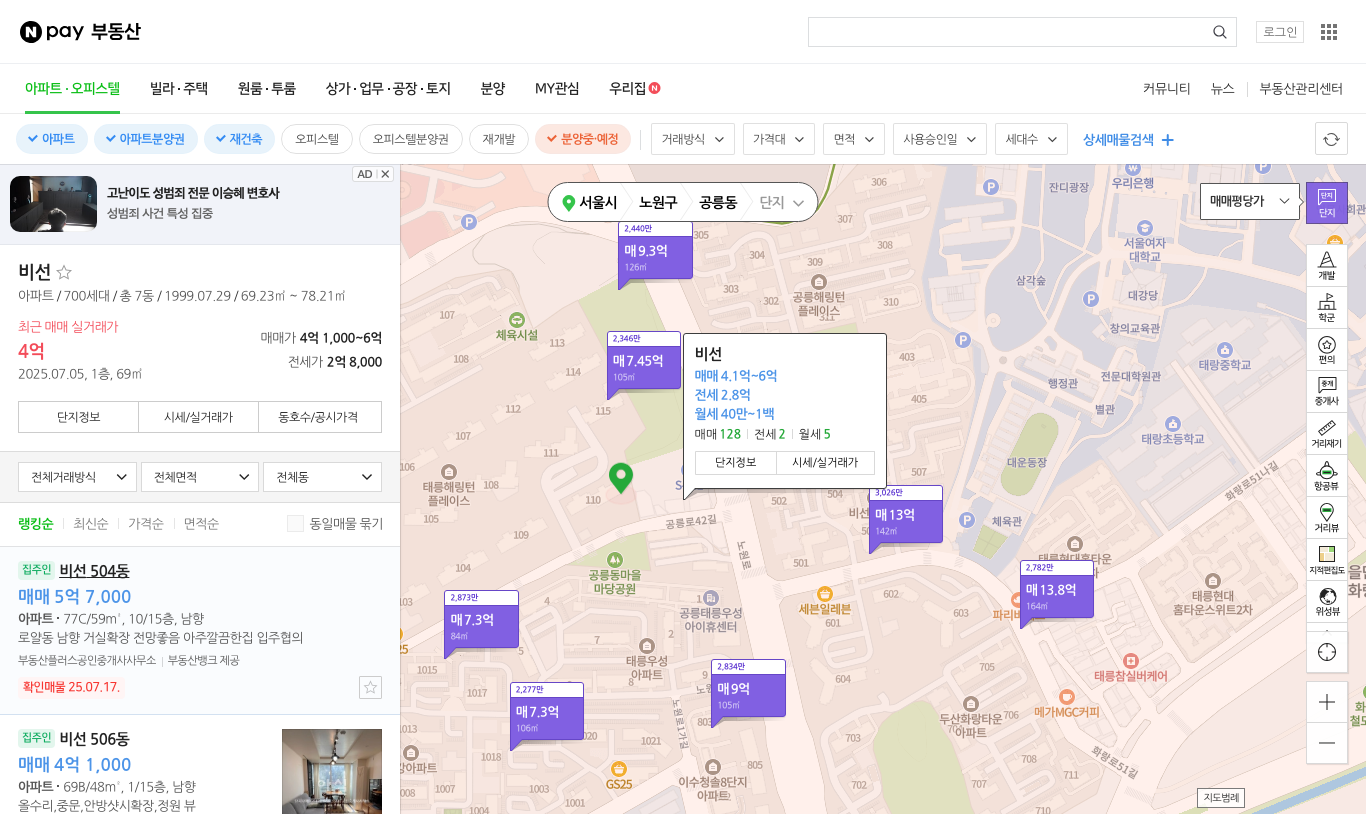 N pay 부동산
로그인
아파트·오피스텔
빌라·주택
원룸·투룸
상가·업무·공장·토지
분양
MY관심
우리집 N
커뮤니티
뉴스
부동산관리센터
아파트
아파트분양권
재건축
오피스텔
오피스텔분양권
재개발
분양중·예정
거래방식
가격대
면적
사용승인일
세대수
상세매물검색
AD
고난이도 성범죄 전문 이승혜 변호사
성범죄 사건 특성 집중
비선
아파트 / 700세대 / 총 7동 / 1999.07.29 / 69.23㎡ ~ 78.21㎡
최근 매매 실거래가
4억
2025.07.05, 1층, 69㎡
매매가 4억 1,000~6억
전세가 2억 8,000
단지정보
시세/실거래가
동호수/공시가격
전체거래방식
전체면적
전체동
랭킹순
최신순
가격순
면적순
동일매물 묶기
집주인 비선 504동
매매 5억 7,000
아파트 · 77C/59m², 10/15층, 남향
로얄동 남향 거실확장 전망좋음 아주깔끔한집 입주협의
부동산플러스공인중개사사무소 | 부동산뱅크 제공
확인매물 25.07.17.
집주인 비선 506동
매매 4억 1,000
아파트 · 69B/48m², 1/15층, 남향
올수리,중문,안방샷시확장,정원 뷰
서울시
노원구
공릉동
단지
매매평당가
단지
단지
개발
학군
편의
중개
중개사
거리재기
항공뷰
거리뷰
지적편집도
위성뷰
잔디광장
우리은행
서울여자
대학교
회관
삼각숲
대강당
창의교육관
태랑중학교
행정관
전문대학원관
별관
태랑초등학교
대운동장
체육관
화랑로51나길
2,440만
매 9.3억
126㎡
305
304
306
302
303
307
308
310
311
공릉해링턴
플레이스
체육시설
107
109
113
114
112
115
403
2,346만
매 7.45억
105㎡
비선
매매 4.1억~6억
전세 2.8억
월세 40만~1백
매매 128
전세 2
월세 5
단지정보
시세/실거래가
107
106
110
태릉해링턴
플레이스
108
105
109
104
공릉로42길
노원로
501
502
507
비선
3,026만
매 13억
142㎡
태릉현대홈타운
아파트
2,782만
매 13.8억
164㎡
파리
태릉현대
홈타운스위트2차
공릉동마을
마당공원
공릉태릉우성
아이휴센터
세븐일레븐
601
602
603
604
605
2,873만
매 7.3억
84㎡
25
태릉우성
아파트
1015
1017
2,277만
매 7.3억
106㎡
2,834만
매 9억
105㎡
노원로1가길
803
705
702
706
708
710
태릉참실버케어
메가MGC커피
두산화랑타운
아파트
화랑로51길
강아파트
GS25
이수청솔8단지
아파트
1020
1021
1008
1003
1001
지도범례